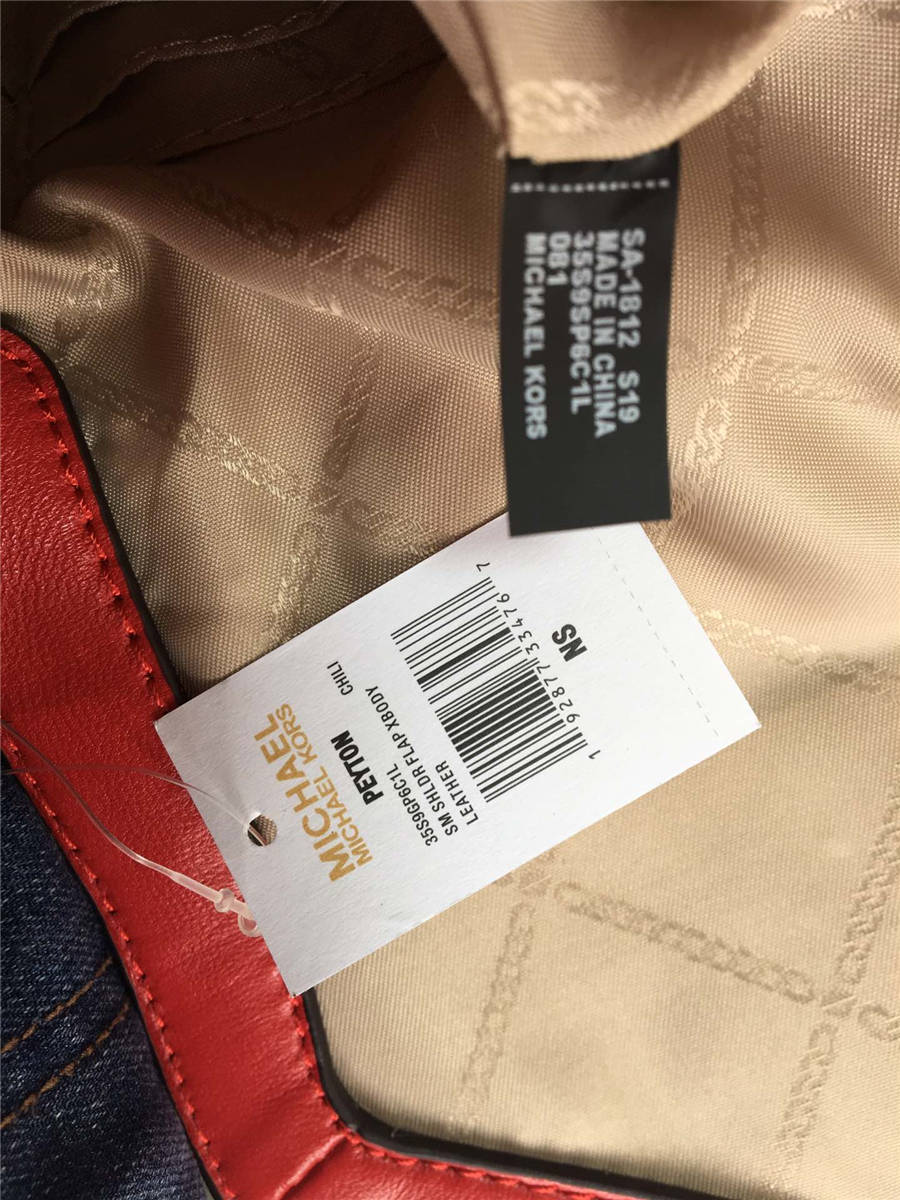 SA-1812 S19
MADE IN CHINA
35S9SP6C1L
081
MICHAEL KORS
MICHAEL
MICHAEL KORS
PEYTON
35S9GP6C1L CHILI
SM SHLDR FLAP XBODY
LEATHER
1 92877 33476 7
NS